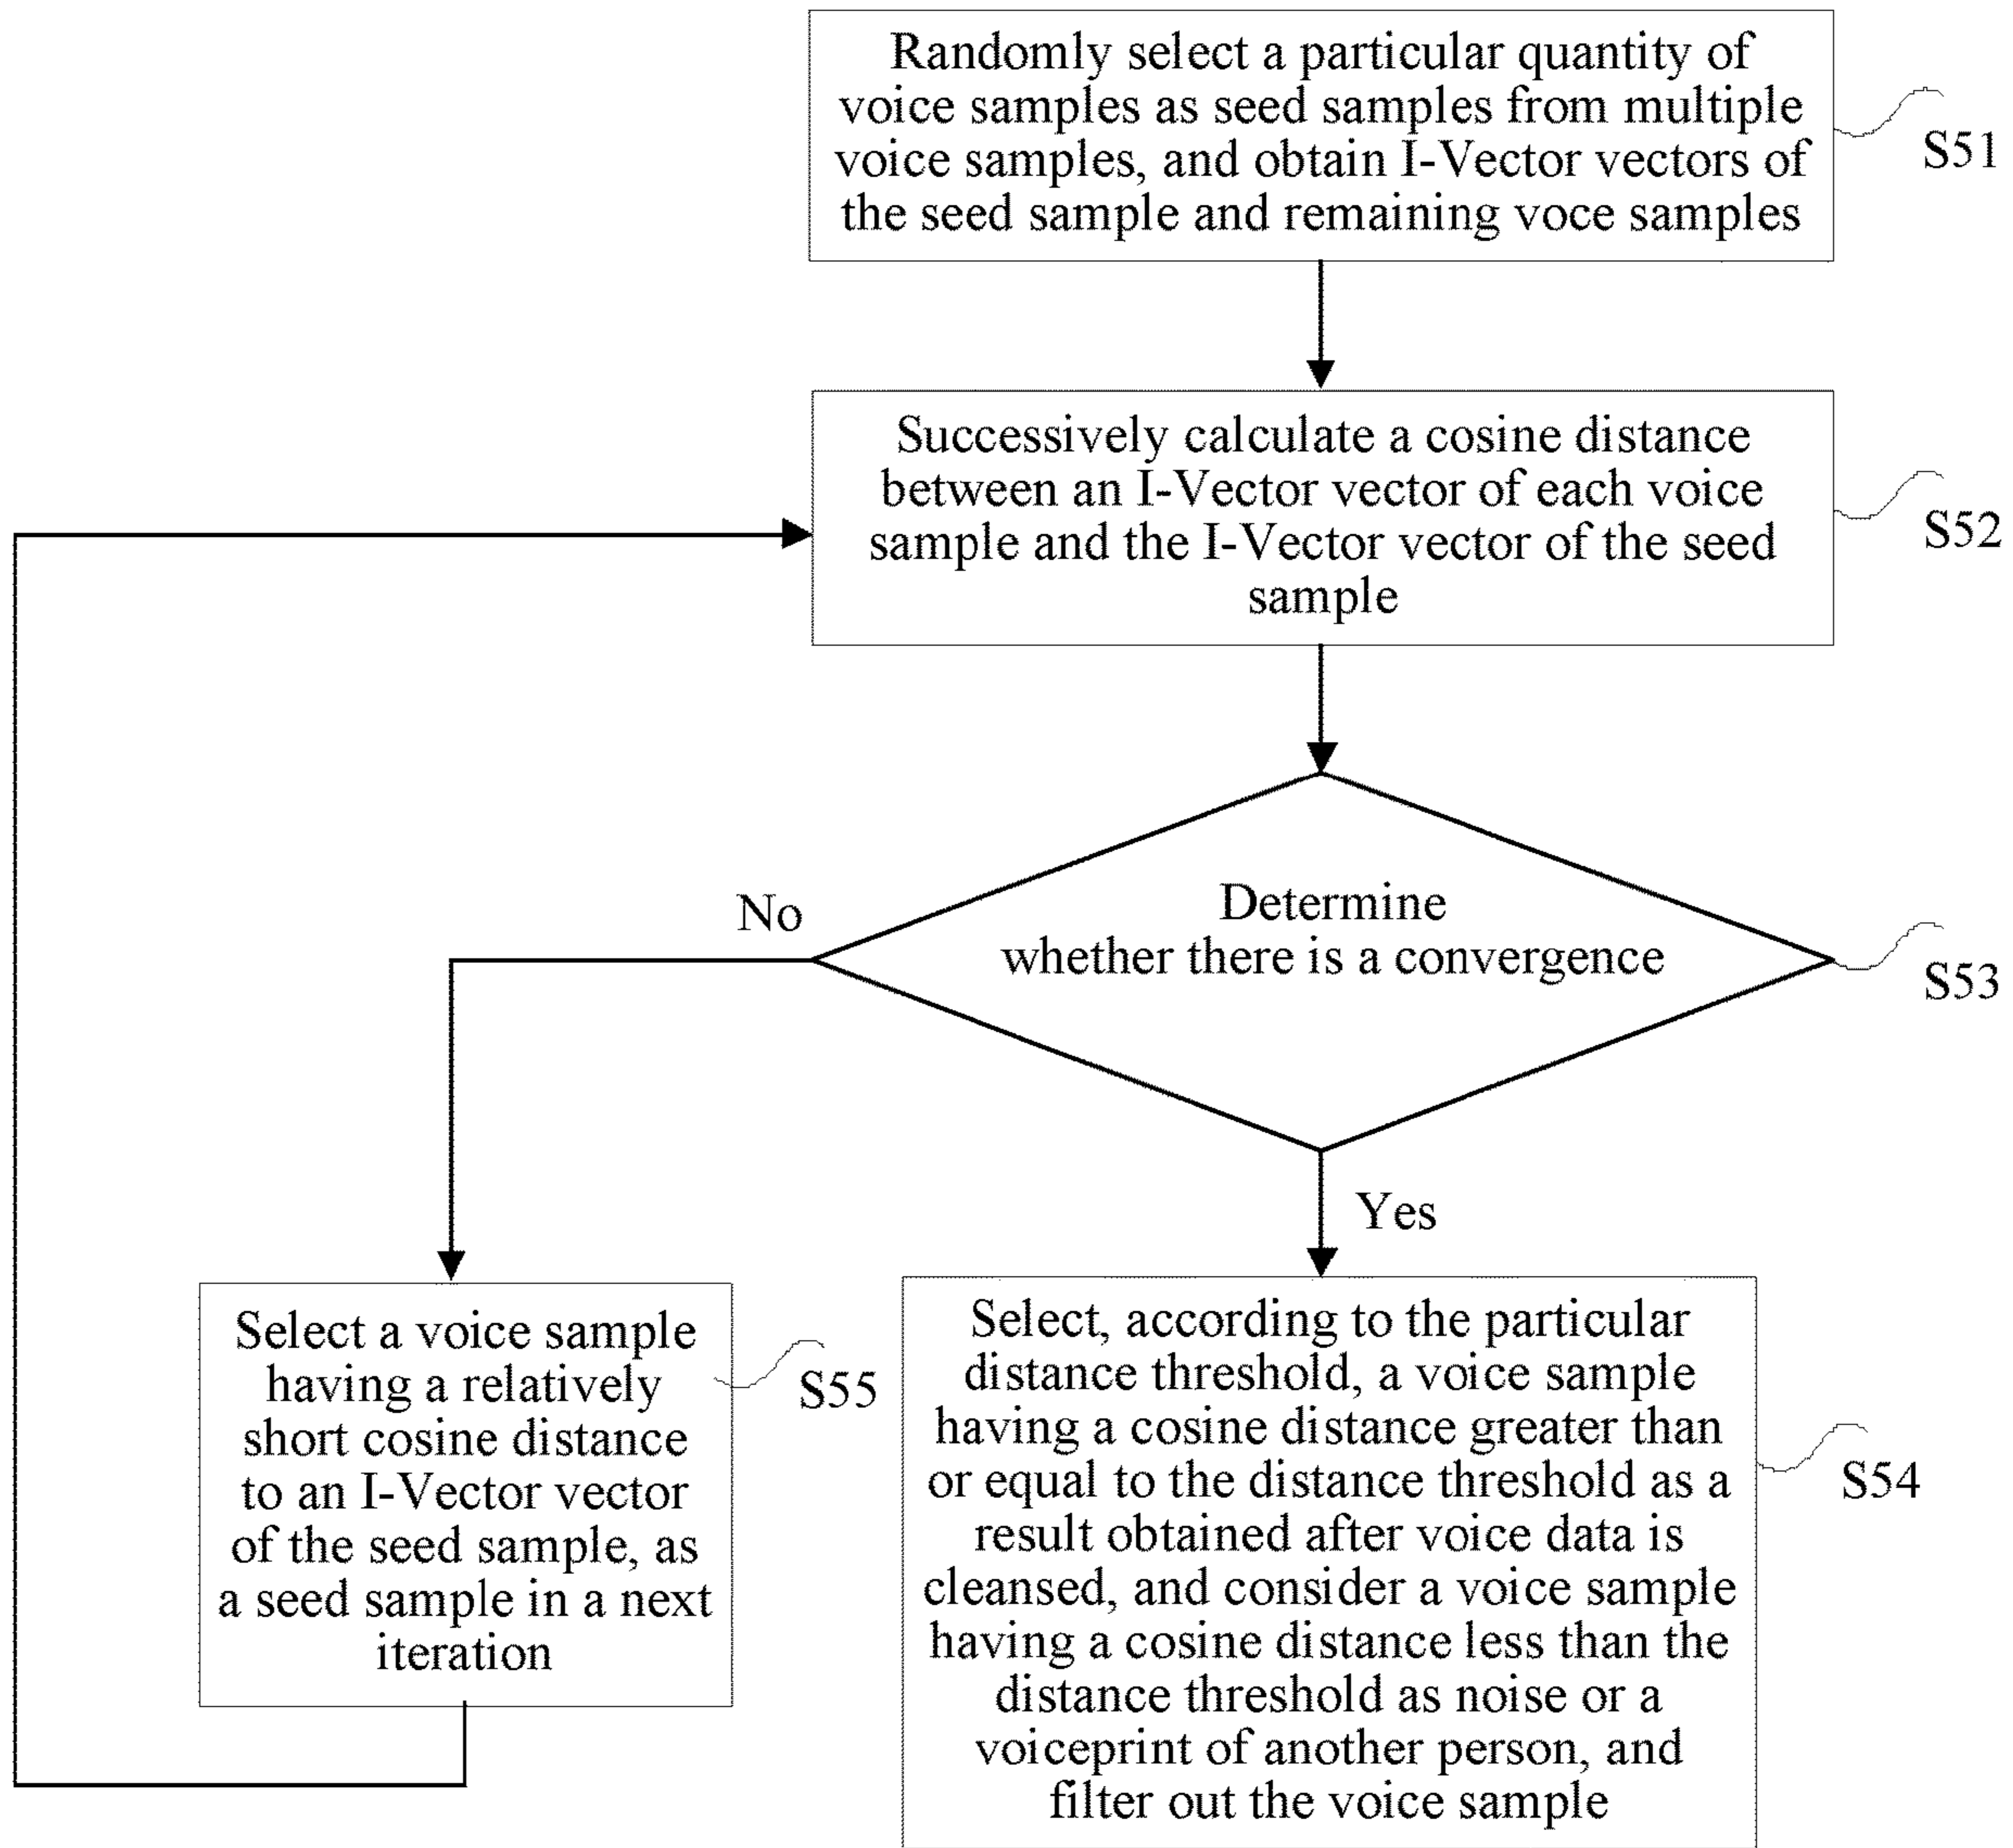 Randomly select a particular quantity of
voice samples as seed samples from multiple
voice samples, and obtain I-Vector vectors of
the seed sample and remaining voce samples
S51
Successively calculate a cosine distance
between an I-Vector vector of each voice
sample and the I-Vector vector of the seed
sample
S52
Determine
whether there is a convergence
S53
No
Yes
Select a voice sample
having a relatively
short cosine distance
to an I-Vector vector
of the seed sample, as
a seed sample in a next
iteration
S55
Select, according to the particular
distance threshold, a voice sample
having a cosine distance greater than
or equal to the distance threshold as a
result obtained after voice data is
cleansed, and consider a voice sample
having a cosine distance less than the
distance threshold as noise or a
voiceprint of another person, and
filter out the voice sample
S54